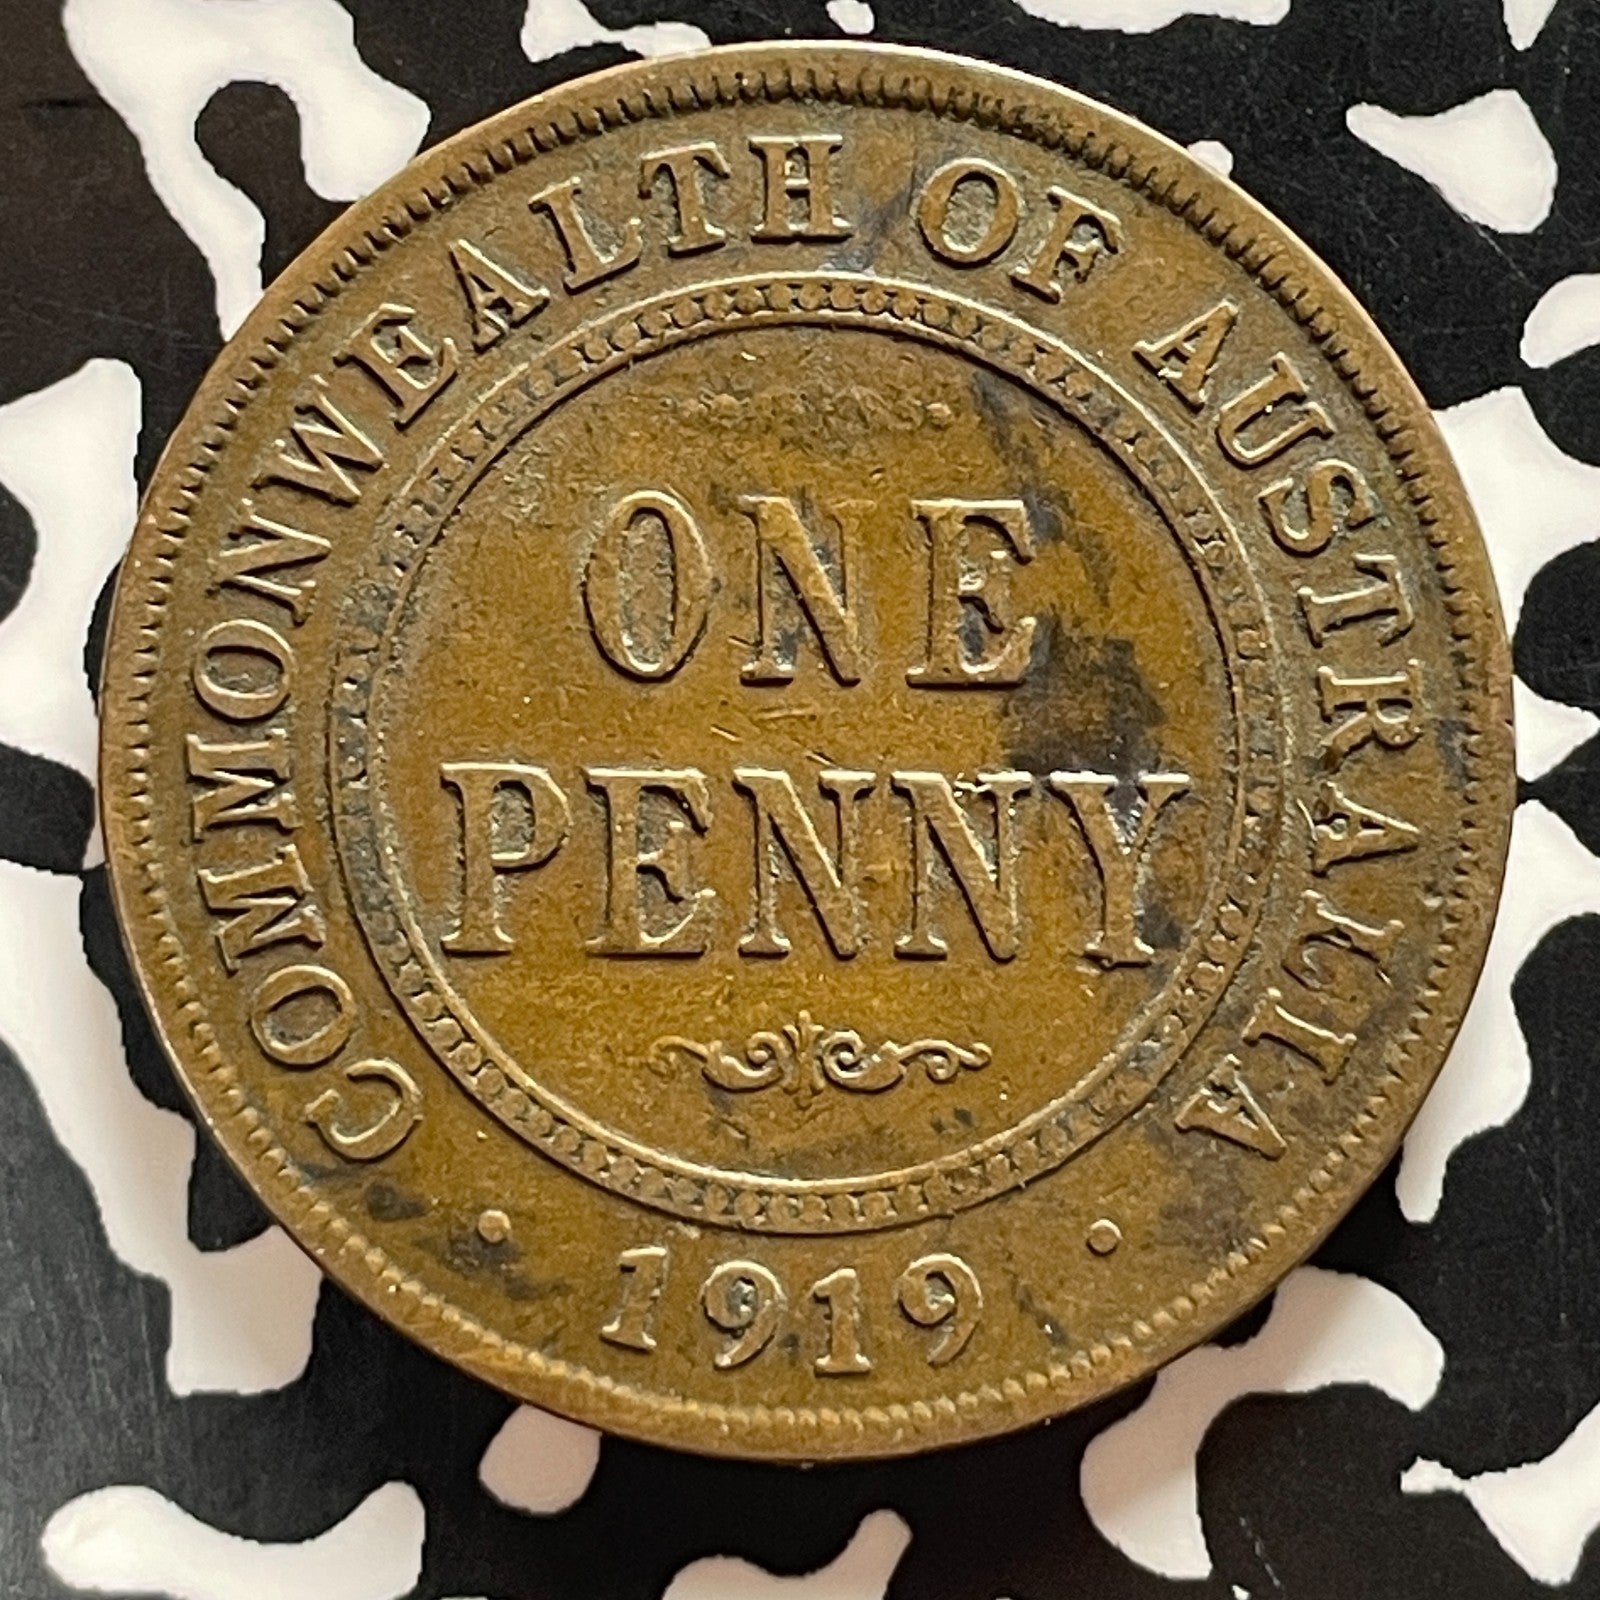 COMMONWEALTH OF AUSTRALIA
ONE
PENNY
· 1919 ·